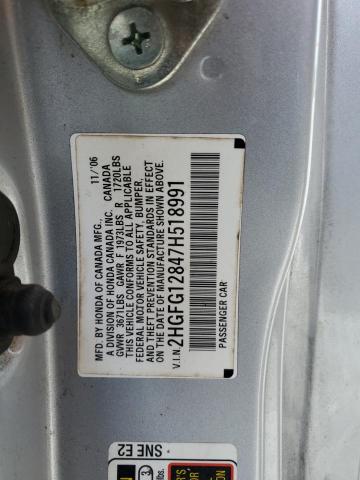 MFD. BY HONDA OF CANADA MFG.,
A DIVISION OF HONDA CANADA INC. CANADA 11/'06
GVWR 3671LBS GAWR F 1973LBS R 1720LBS
THIS VEHICLE CONFORMS TO ALL APPLICABLE
FEDERAL MOTOR VEHICLE SAFETY, BUMPER,
AND THEFT PREVENTION STANDARDS IN EFFECT
ON THE DATE OF MANUFACTURE SHOWN ABOVE.
V.I.N. 2HGFG12847H518991
PASSENGER CAR
SNE E2
3
lbs.